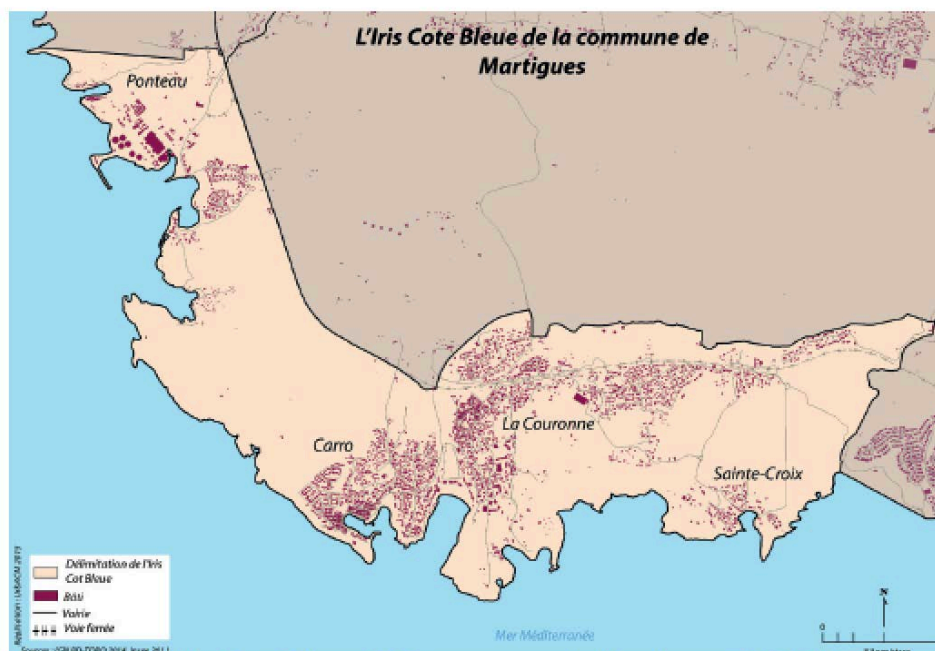 L'Iris Cote Bleue de la commune de
Martigues
Ponteau
La Couronne
Carro
Sainte-Croix
Délimitation de l'Iris
Cot Bleue
Bâti
Voirie
Voie ferrée
Mer Méditerranée
N
0